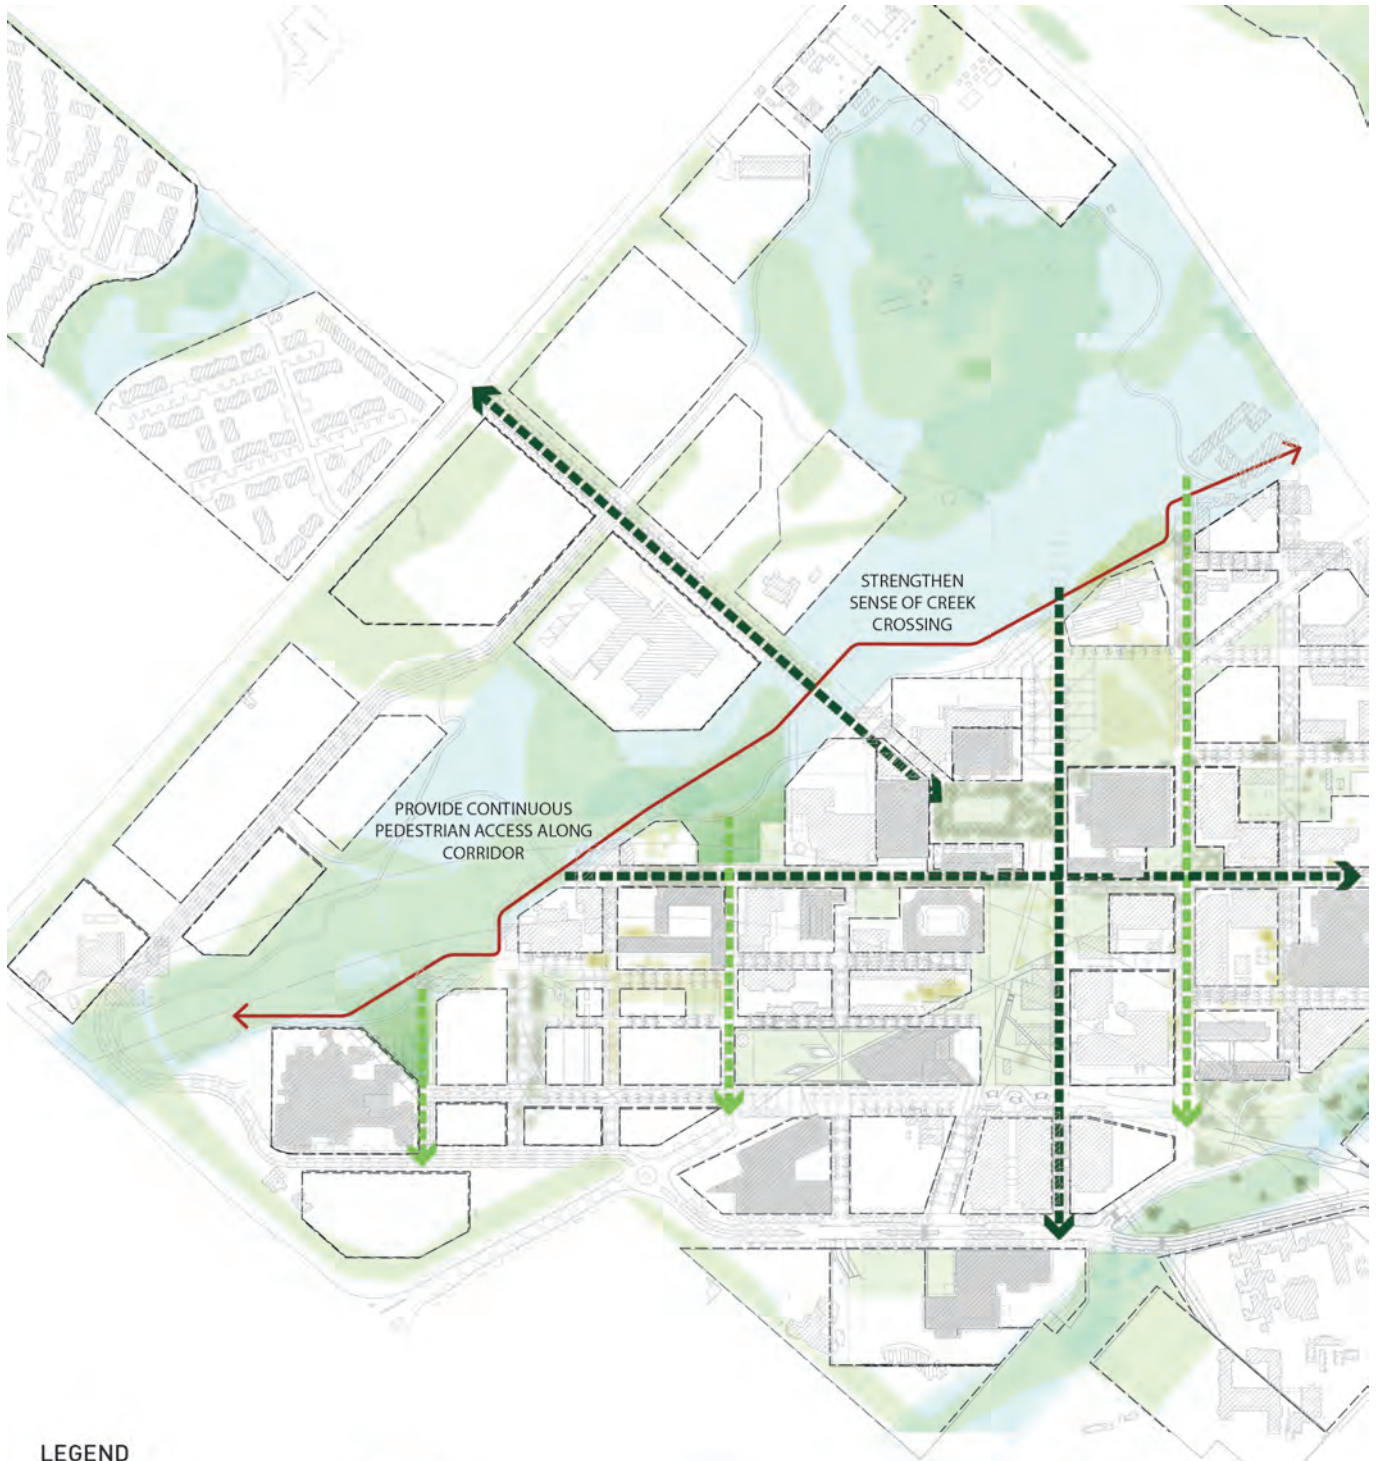 STRENGTHEN
SENSE OF CREEK
CROSSING
PROVIDE CONTINUOUS
PEDESTRIAN ACCESS ALONG
CORRIDOR
LEGEND